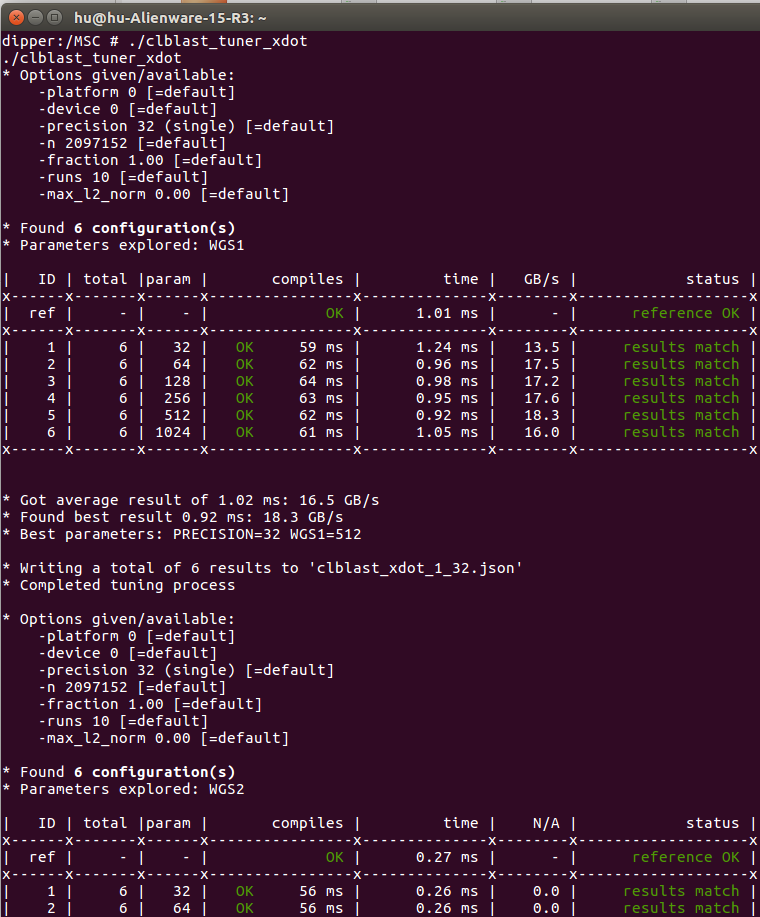 hu@hu-Alienware-15-R3: ~
dipper:/MSC # ./clblast_tuner_xdot
./clblast_tuner_xdot
* Options given/available:
    -platform 0 [=default]
    -device 0 [=default]
    -precision 32 (single) [=default]
    -n 2097152 [=default]
    -fraction 1.00 [=default]
    -runs 10 [=default]
    -max_l2_norm 0.00 [=default]
* Found 6 configuration(s)
* Parameters explored: WGS1
|   ID | total |param |       compiles |         time |   GB/s |            status |
x------x-------x------x----------------x--------------x--------x-------------------x
|  ref |     - |    - |             OK |      1.01 ms |      - |      reference OK |
x------x-------x------x----------------x--------------x--------x-------------------x
|    1 |     6 |   32 |   OK     59 ms |      1.24 ms |   13.5 |     results match |
|    2 |     6 |   64 |   OK     62 ms |      0.96 ms |   17.5 |     results match |
|    3 |     6 |  128 |   OK     64 ms |      0.98 ms |   17.2 |     results match |
|    4 |     6 |  256 |   OK     63 ms |      0.95 ms |   17.6 |     results match |
|    5 |     6 |  512 |   OK     62 ms |      0.92 ms |   18.3 |     results match |
|    6 |     6 | 1024 |   OK     61 ms |      1.05 ms |   16.0 |     results match |
x------x-------x------x----------------x--------------x--------x-------------------x
* Got average result of 1.02 ms: 16.5 GB/s
* Found best result 0.92 ms: 18.3 GB/s
* Best parameters: PRECISION=32 WGS1=512
* Writing a total of 6 results to 'clblast_xdot_1_32.json'
* Completed tuning process
* Options given/available:
    -platform 0 [=default]
    -device 0 [=default]
    -precision 32 (single) [=default]
    -n 2097152 [=default]
    -fraction 1.00 [=default]
    -runs 10 [=default]
    -max_l2_norm 0.00 [=default]
* Found 6 configuration(s)
* Parameters explored: WGS2
|   ID | total |param |       compiles |         time |    N/A |            status |
x------x-------x------x----------------x--------------x--------x-------------------x
|  ref |     - |    - |             OK |      0.27 ms |      - |      reference OK |
x------x-------x------x----------------x--------------x--------x-------------------x
|    1 |     6 |   32 |   OK     56 ms |      0.26 ms |    0.0 |     results match |
|    2 |     6 |   64 |   OK     56 ms |      0.26 ms |    0.0 |     results match |